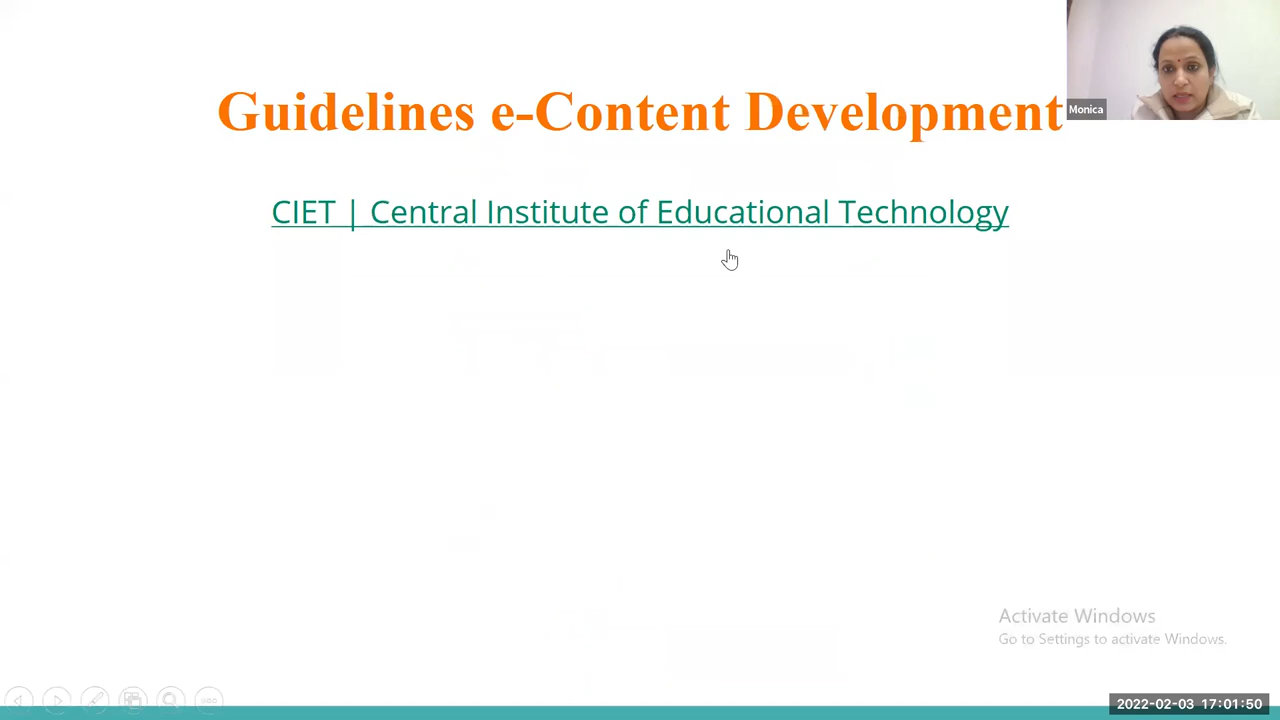 Guidelines e-Content Development
Monica
CIET | Central Institute of Educational Technology
Activate Windows
Go to Settings to activate Windows.
2022-02-03 17:01:50